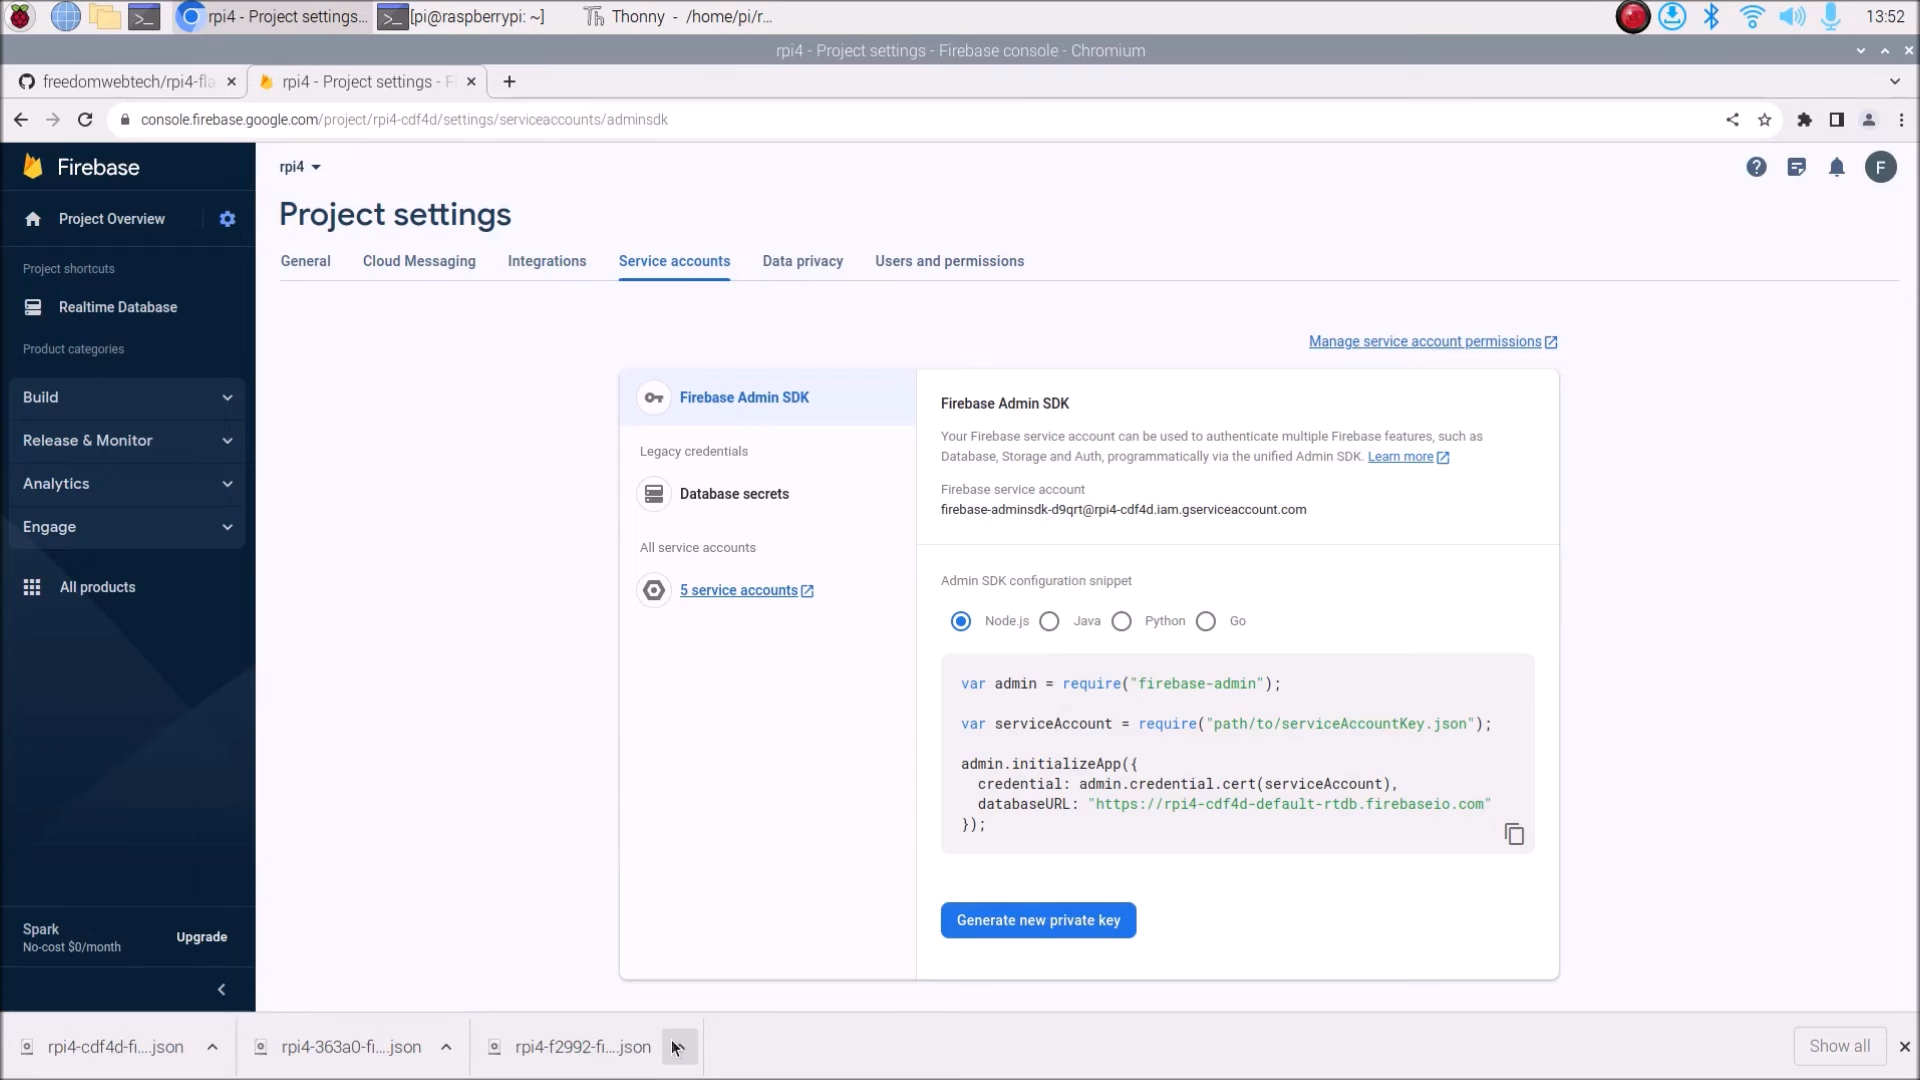 rpi4 - Project settings...
[pi@raspberrypi: ~]
Thonny - /home/pi/r...
13:52
rpi4 - Project settings - Firebase console - Chromium
freedomwebtech/rpi4-fla
rpi4 - Project settings - F
console.firebase.google.com/project/rpi4-cdf4d/settings/serviceaccounts/adminsdk
Firebase
rpi4
F
Project Overview
Project settings
General
Cloud Messaging
Integrations
Service accounts
Data privacy
Users and permissions
Project shortcuts
Realtime Database
Product categories
Build
Release & Monitor
Analytics
Engage
All products
Spark
No-cost $0/month
Upgrade
Manage service account permissions
Firebase Admin SDK
Legacy credentials
Database secrets
All service accounts
5 service accounts
Firebase Admin SDK
Your Firebase service account can be used to authenticate multiple Firebase features, such as
Database, Storage and Auth, programmatically via the unified Admin SDK. Learn more
Firebase service account
firebase-adminsdk-d9qrt@rpi4-cdf4d.iam.gserviceaccount.com
Admin SDK configuration snippet
Node.js
Java
Python
Go
var admin = require("firebase-admin");
var serviceAccount = require("path/to/serviceAccountKey.json");
admin.initializeApp({
credential: admin.credential.cert(serviceAccount),
databaseURL: "https://rpi4-cdf4d-default-rtdb.firebaseio.com"
});
Generate new private key
rpi4-cdf4d-fi....json
rpi4-363a0-fi....json
rpi4-f2992-fi....json
Show all